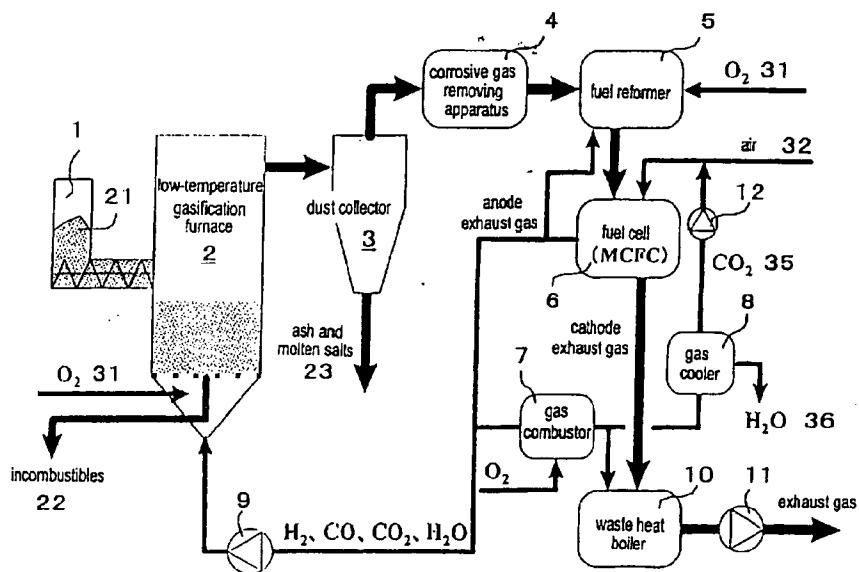 4
corrosive gas
removing
apparatus
5
fuel reformer
O₂ 31
1
21
low-temperature
gasification
furnace
2
dust collector
3
air 32
anode
exhaust gas
12
fuel cell
(MCFC)
6
CO₂ 35
cathode
exhaust gas
8
gas
cooler
ash and
molten salts
23
7
gas
combustor
O₂ 31
H₂O 36
incombustibles
22
O₂
9
H₂、CO、CO₂、H₂O
10
waste heat
boiler
11
exhaust gas